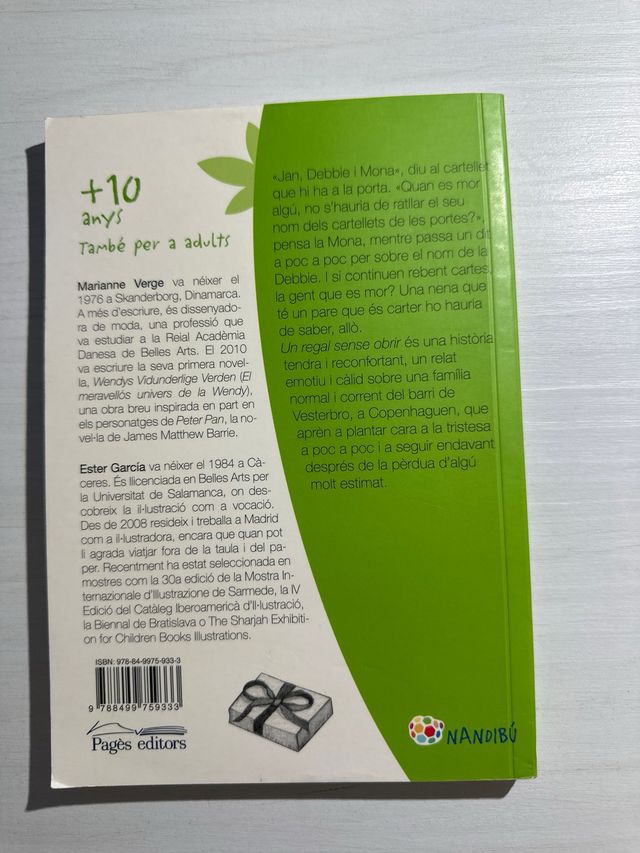 +10
anys
També per a adults
Marianne Verge va néixer el
1976 a Skanderborg, Dinamarca.
A més d'escriure, és dissenyado-
ra de moda, una professió que
va estudiar a la Reial Acadèmia
Danesa de Belles Arts. El 2010
va escriure la seva primera novel-
la, Wendys Vidunderlige Verden (El
meravellós univers de la Wendy),
una obra breu inspirada en part en
els personatges de Peter Pan, la no-
vel·la de James Matthew Barrie.
Ester García va néixer el 1984 a Cà-
ceres. És llicenciada en Belles Arts per
la Universitat de Salamanca, on des-
cobreix la il·lustració com a vocació.
Des de 2008 resideix i treballa a Madrid
com a il·lustradora, encara que quan pot
li agrada viatjar fora de la taula i del pa-
per. Recentment ha estat seleccionada en
mostres com la 30a edició de la Mostra In-
ternazionale d'Illustrazione de Sarmede, la IV
Edició del Catàleg Iberoamericà d'Il·lustració,
la Biennal de Bratislava o The Sharjah Exhibiti-
on for Children Books Illustrations.
ISBN: 978-84-9975-933-3
9 788499 759333
Pagès editors
«Jan, Debbie i Mona», diu al cartellet
que hi ha a la porta. «Quan es mor
algú, no s'hauria de ratllar el seu
nom dels cartellets de les portes?»,
pensa la Mona, mentre passa un dit
a poc a poc per sobre el nom de la
Debbie. I si continuen rebent cartes,
la gent que es mor? Una nena que
té un pare que és carter ho hauria
de saber, allò.
Un regal sense obrir és una història
tendra i reconfortant, un relat
emotiu i càlid sobre una família
normal i corrent del barri de
Vesterbro, a Copenhaguen, que
aprèn a plantar cara a la tristesa
a poc a poc i a seguir endavant
després de la pèrdua d'algú
molt estimat.
NANDIBÚ